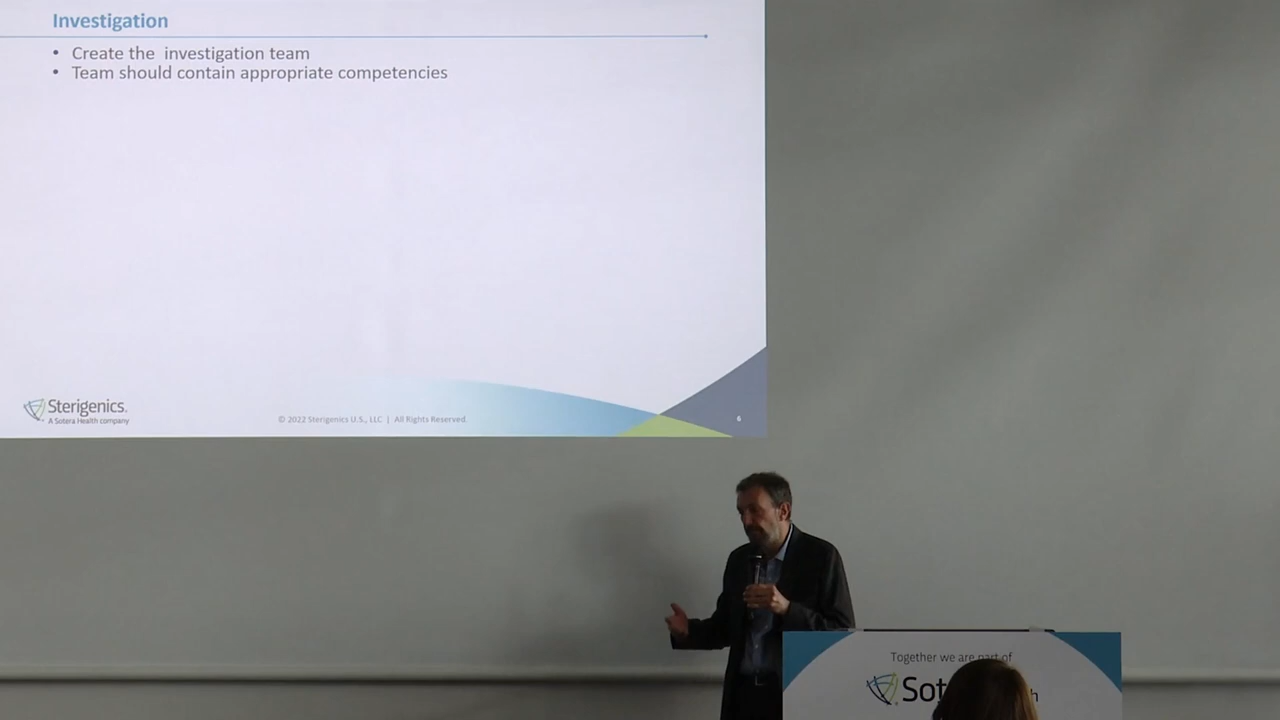 Investigation
• Create the investigation team
• Team should contain appropriate competencies
Sterigenics.
A Sotera Health company
© 2022 Sterigenics U.S., LLC | All Rights Reserved.
6
Together we are part of
Sot
h